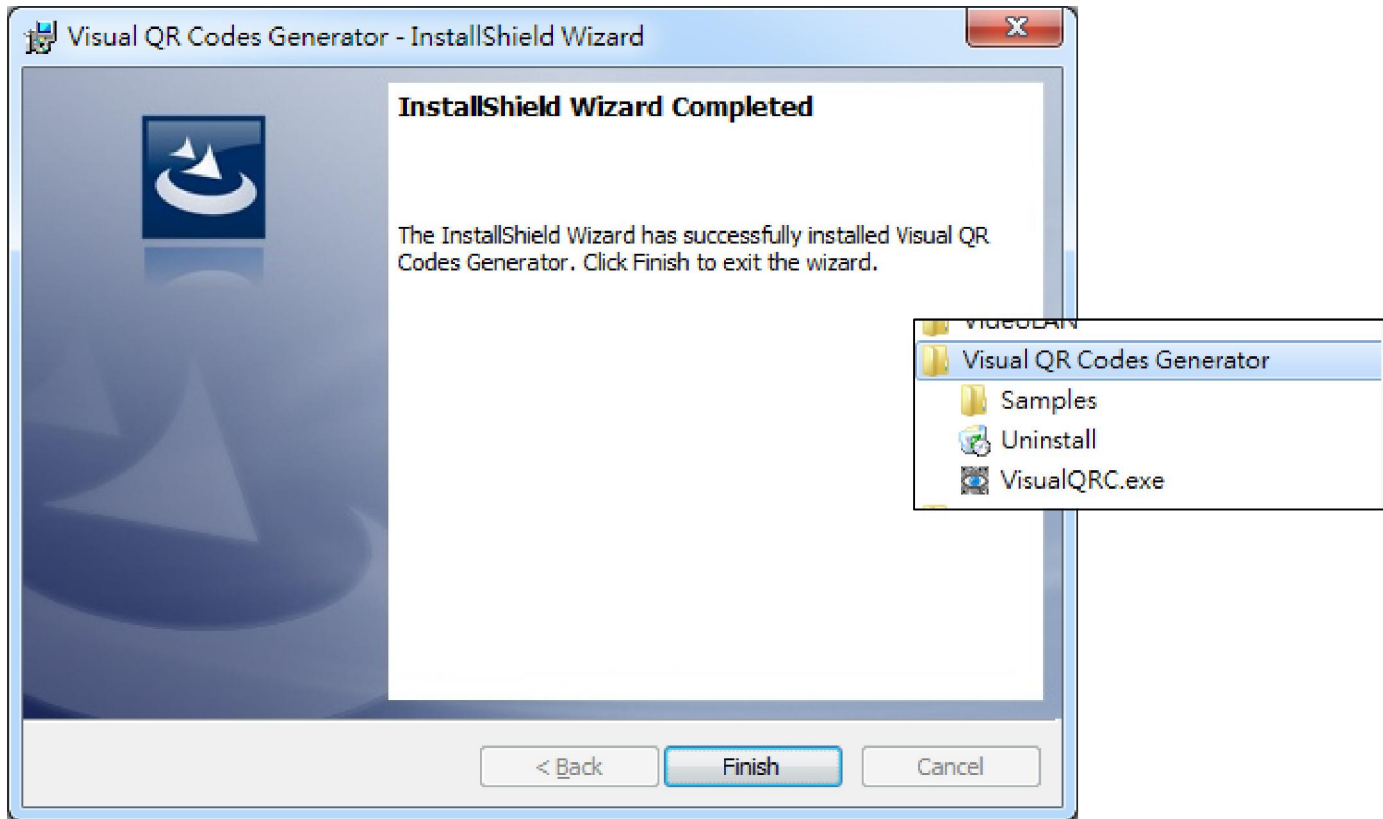 Visual QR Codes Generator - InstallShield Wizard
InstallShield Wizard Completed
The InstallShield Wizard has successfully installed Visual QR
Codes Generator. Click Finish to exit the wizard.
VideoLAN
Visual QR Codes Generator
Samples
Uninstall
VisualQRC.exe
< Back
Finish
Cancel